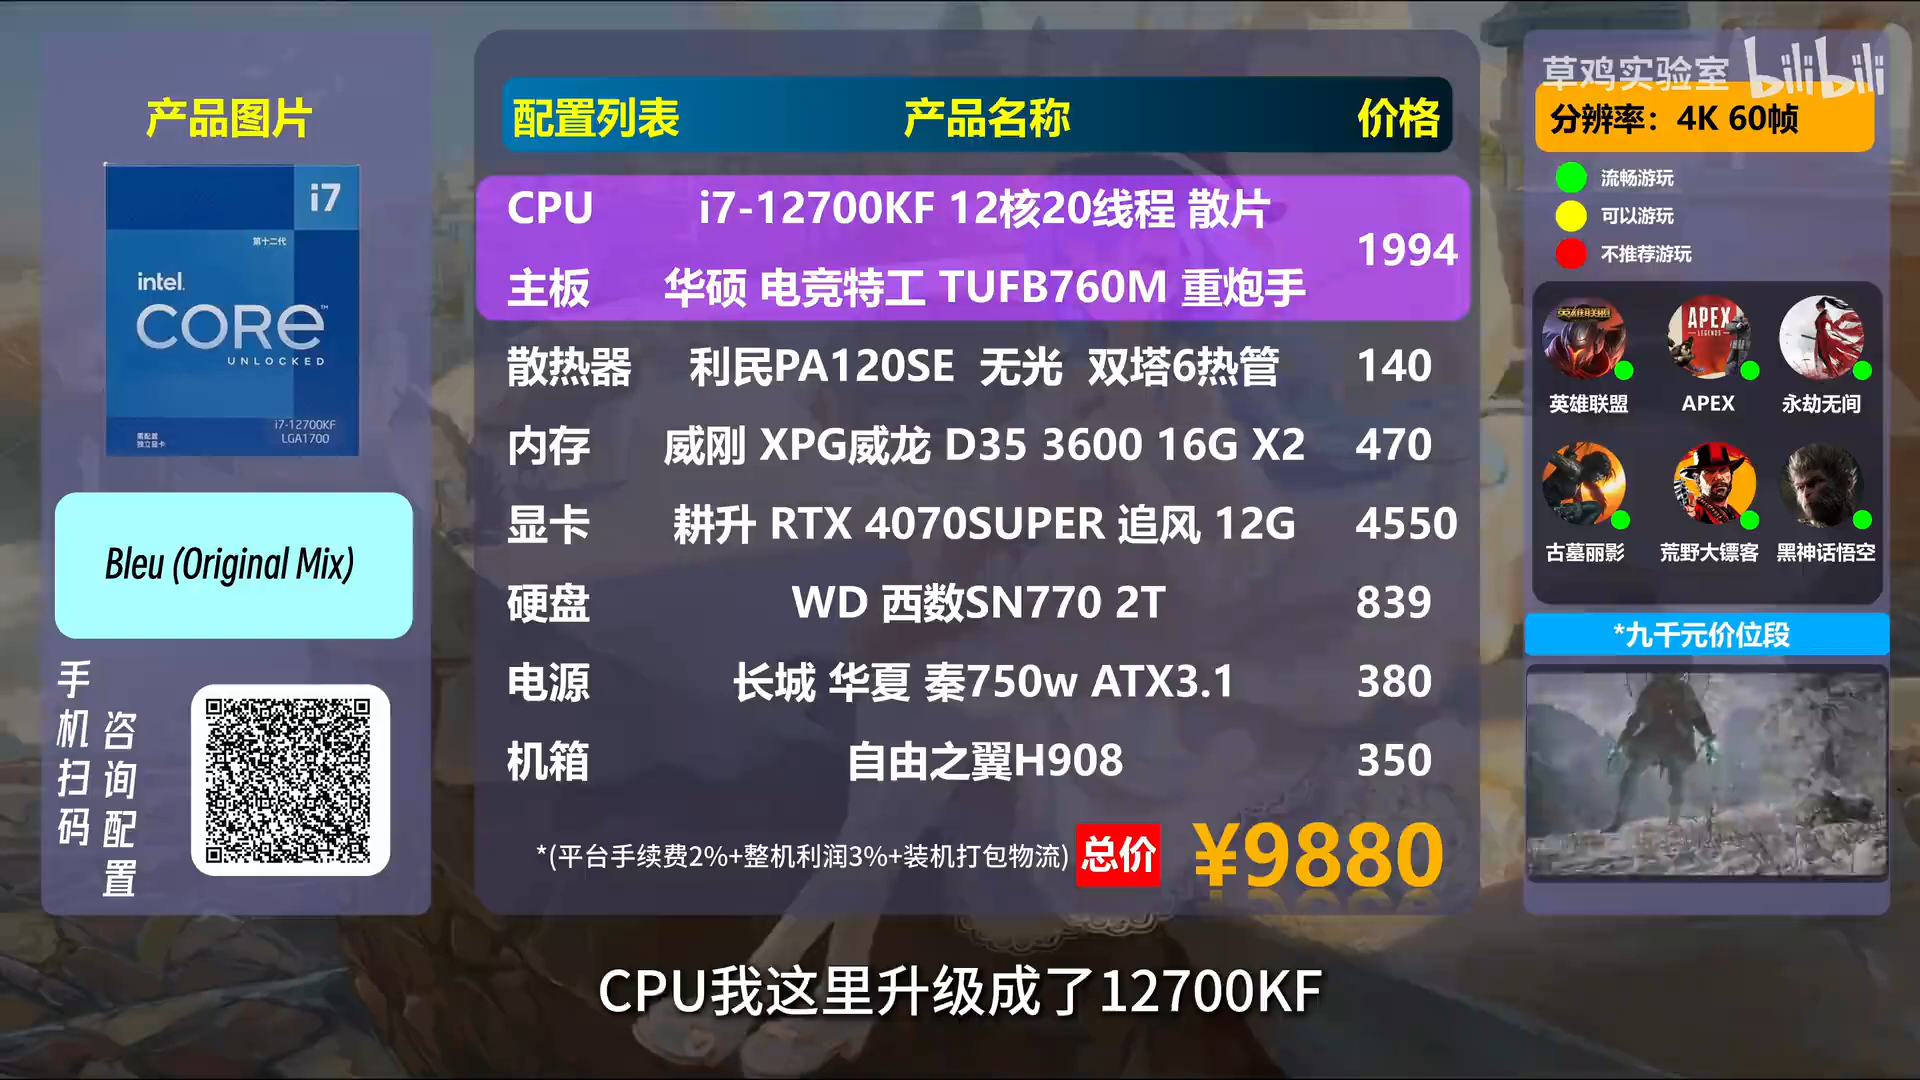 产品图片
i7
第十二代
intel.
CORE
UNLOCKED
i7-12700KF
LGA1700
需配置
独立显卡
Bleu (Original Mix)
手机扫码
咨询配置
配置列表 产品名称 价格
CPU i7-12700KF 12核20线程 散片
1994
主板 华硕 电竞特工 TUFB760M 重炮手
散热器 利民PA120SE 无光 双塔6热管 140
内存 威刚 XPG威龙 D35 3600 16G X2 470
显卡 耕升 RTX 4070SUPER 追风 12G 4550
硬盘 WD 西数SN770 2T 839
电源 长城 华夏 秦750w ATX3.1 380
机箱 自由之翼H908 350
*(平台手续费2%+整机利润3%+装机打包物流) 总价 ¥9880
草鸡实验室 bilibili
分辨率：4K 60帧
流畅游玩
可以游玩
不推荐游玩
英雄联盟
APEX
LEGENDS
英雄联盟 APEX 永劫无间
古墓丽影 荒野大镖客 黑神话悟空
*九千元价位段
CPU我这里升级成了12700KF